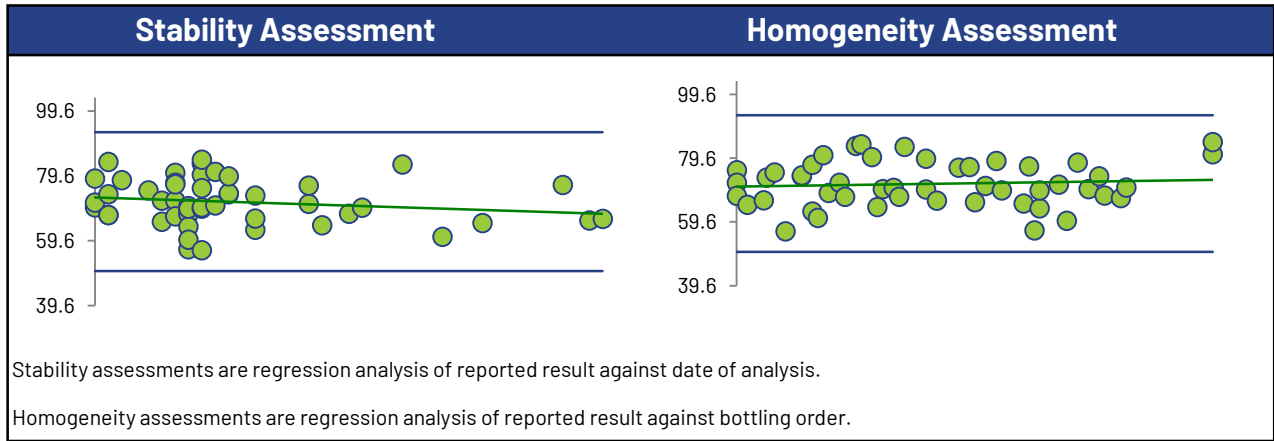 Stability Assessment
Homogeneity Assessment
99.6
79.6
59.6
39.6
99.6
79.6
59.6
39.6
Stability assessments are regression analysis of reported result against date of analysis.
Homogeneity assessments are regression analysis of reported result against bottling order.